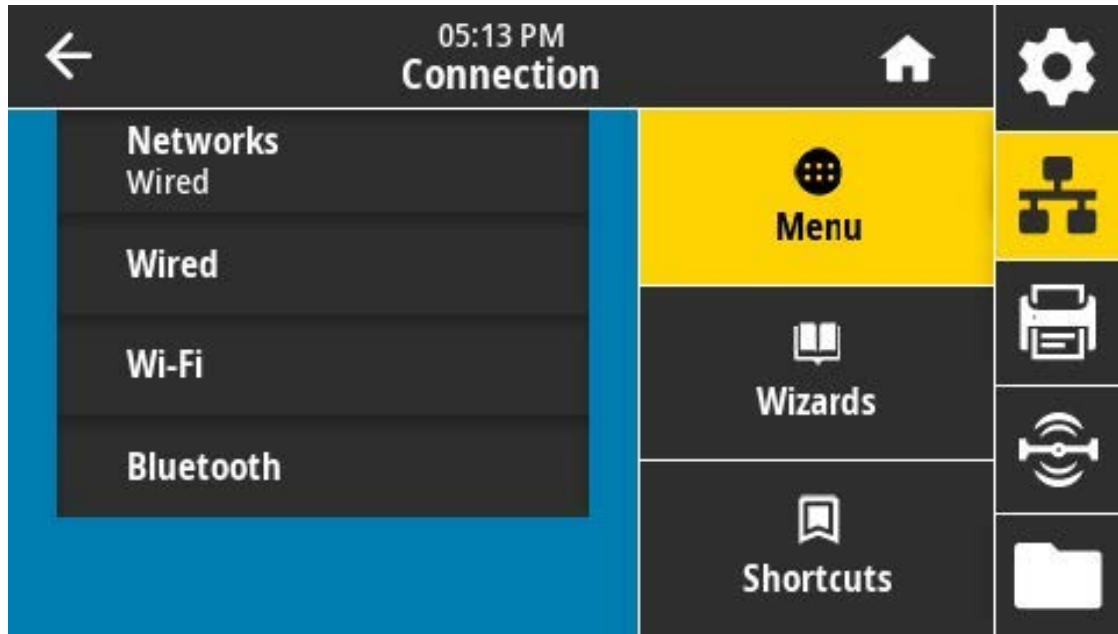 05:13 PM
Connection
Networks
Wired
Wired
Wi-Fi
Bluetooth
Menu
Wizards
Shortcuts